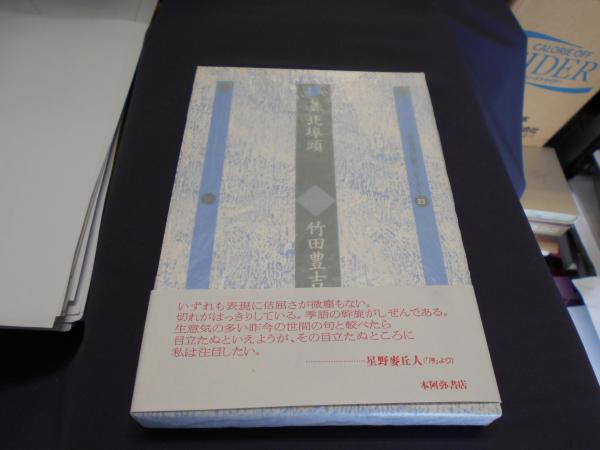 北埠頭
竹田豊
23
いずれも表現に佶屈さが微塵もない。
切れがはっきりしている。季語の斡旋がしぜんである。
生意気の多い昨今の世間の句と較べたら
目立たぬといえようが、その目立たぬところに
私は注目したい。
星野麥丘人
本阿弥書店
CALORIE OFF
IDER